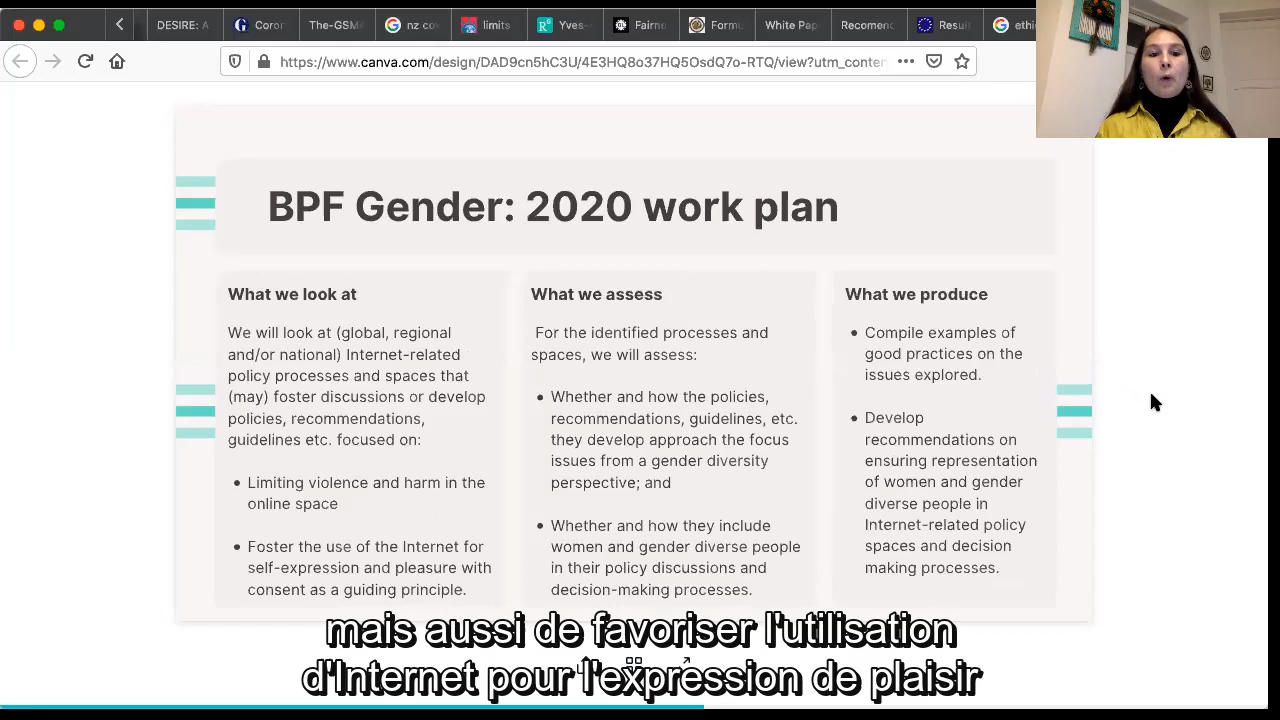 DESIRE: A
Coror
The-GSMA
nz co
limits
Yves-
Fairne
Formu
White Pap
Recomend
Result
ethic
https://www.canva.com/design/DAD9cn5hC3U/4E3HQ8o37HQ5OsdQ7o-RTQ/view?utm_conten
BPF Gender: 2020 work plan
What we look at
We will look at (global, regional
and/or national) Internet-related
policy processes and spaces that
(may) foster discussions or develop
policies, recommendations,
guidelines etc. focused on:
• Limiting violence and harm in the
online space
• Foster the use of the Internet for
self-expression and pleasure with
consent as a guiding principle.
What we assess
For the identified processes and
spaces, we will assess:
• Whether and how the policies,
recommendations, guidelines, etc.
they develop approach the focus
issues from a gender diversity
perspective; and
• Whether and how they include
women and gender diverse people
in their policy discussions and
decision-making processes.
What we produce
• Compile examples of
good practices on the
issues explored.
• Develop
recommendations on
ensuring representation
of women and gender
diverse people in
Internet-related policy
spaces and decision
making processes.
mais aussi de favoriser l'utilisation
d'Internet pour l'expression de plaisir